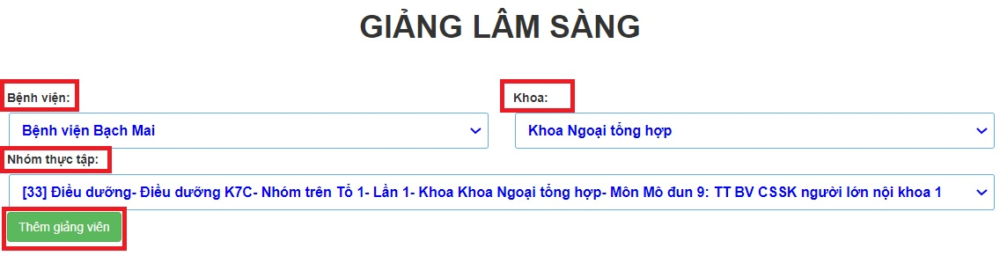 GIẢNG LÂM SÀNG
Bệnh viện: Khoa:
Bệnh viện Bạch Mai Khoa Ngoại tổng hợp
Nhóm thực tập:
[33] Điều dưỡng- Điều dưỡng K7C- Nhóm trên Tổ 1- Lần 1- Khoa Khoa Ngoại tổng hợp- Môn Mô đun 9: TT BV CSSK người lớn nội khoa 1
Thêm giảng viên